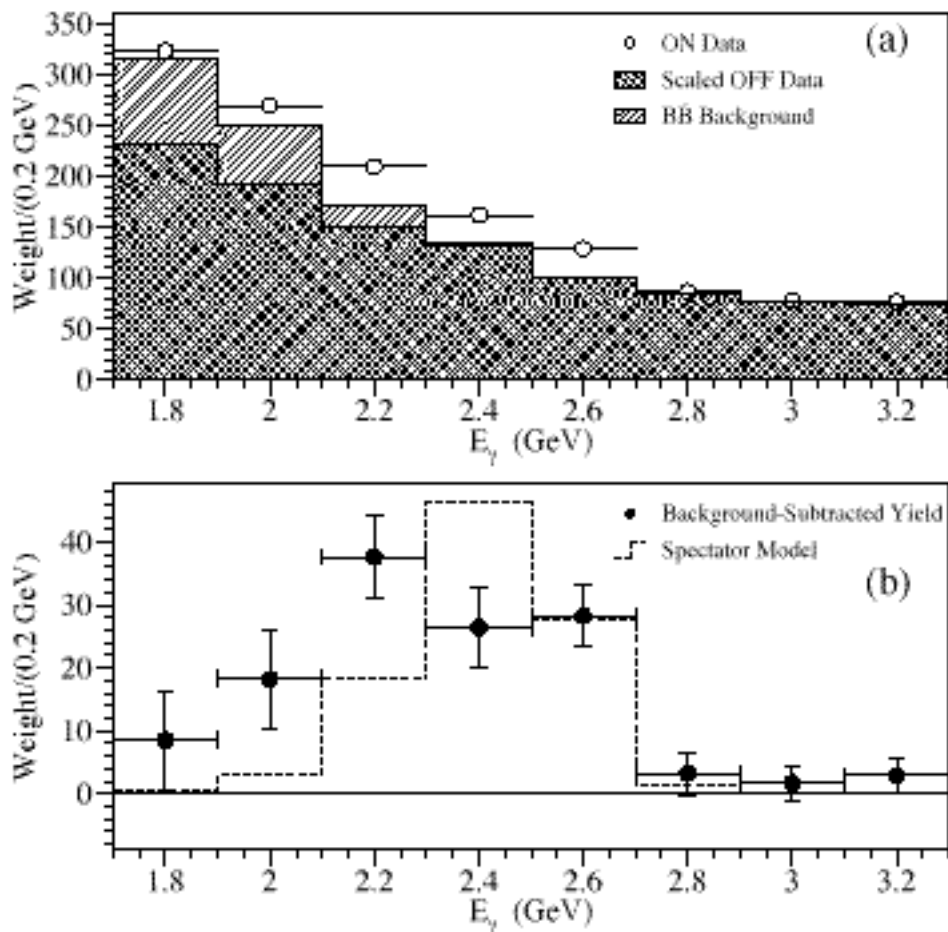 350
300
250
200
150
100
50
0
Weight/(0.2 GeV)
(a)
ON Data
Scaled OFF Data
BB̄ Background
1.8 2 2.2 2.4 2.6 2.8 3 3.2
Eγ (GeV)
40
30
20
10
0
Weight/(0.2 GeV)
Background-Subtracted Yield
Spectator Model
(b)
1.8 2 2.2 2.4 2.6 2.8 3 3.2
Eγ (GeV)